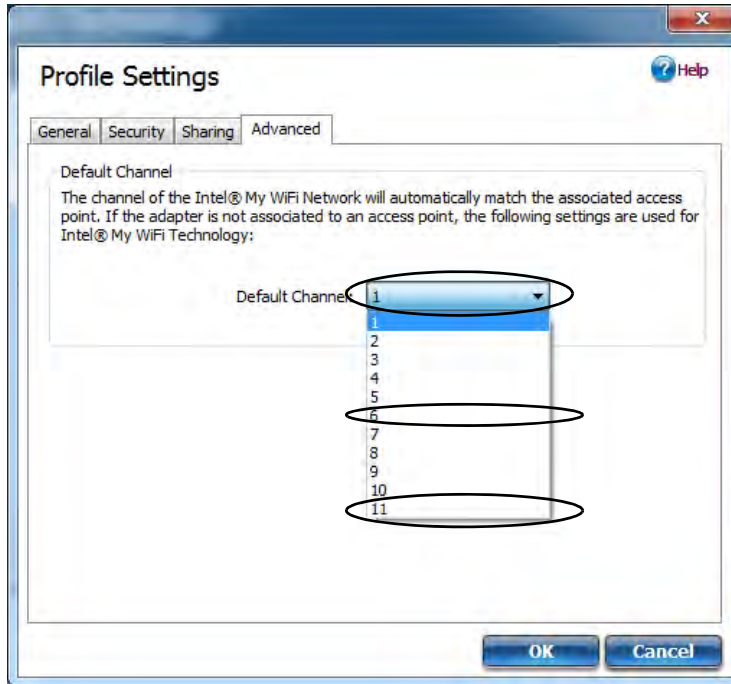 x
Profile Settings
? Help
General Security Sharing Advanced
Default Channel
The channel of the Intel® My WiFi Network will automatically match the associated access
point. If the adapter is not associated to an access point, the following settings are used for
Intel® My WiFi Technology:
Default Channel: 1
1
2
3
4
5
6
7
8
9
10
11
OK Cancel